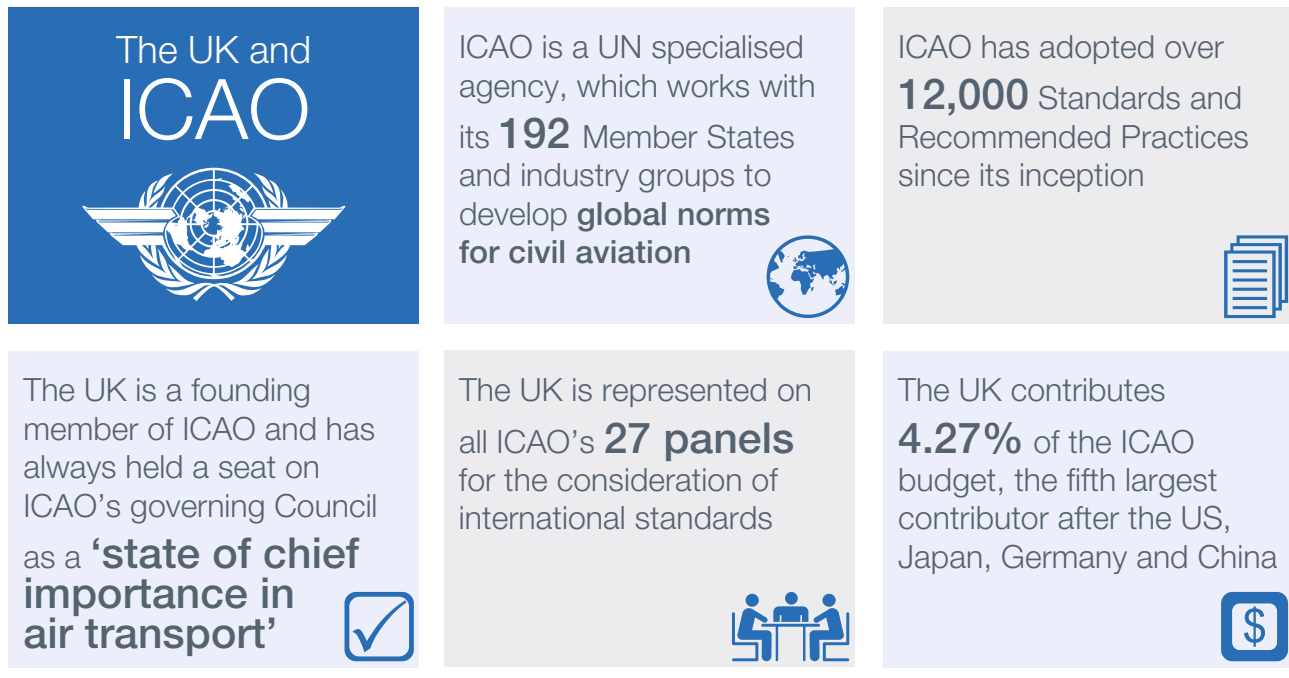 The UK and
ICAO
ICAO is a UN specialised
agency, which works with
its 192 Member States
and industry groups to
develop global norms
for civil aviation
ICAO has adopted over
12,000 Standards and
Recommended Practices
since its inception
The UK is a founding
member of ICAO and has
always held a seat on
ICAO’s governing Council
as a ‘state of chief
importance in
air transport’
The UK is represented on
all ICAO’s 27 panels
for the consideration of
international standards
The UK contributes
4.27% of the ICAO
budget, the fifth largest
contributor after the US,
Japan, Germany and China
$